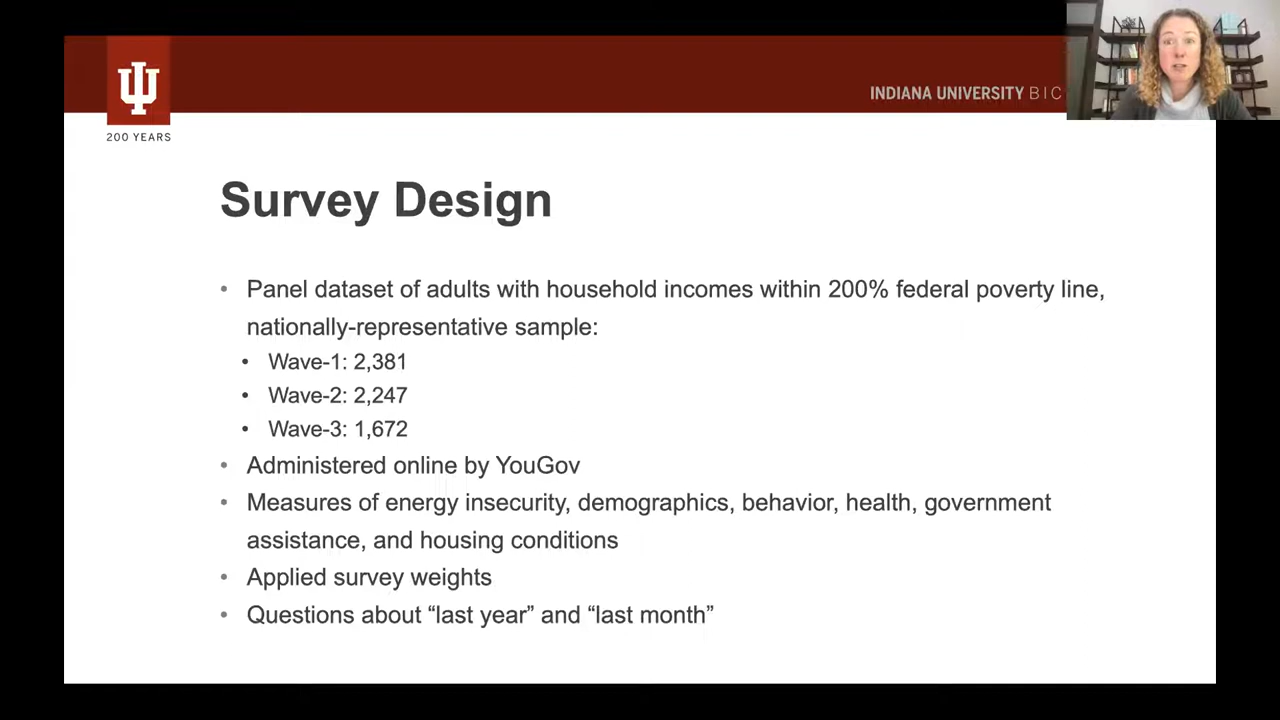 INDIANA UNIVERSITY BIC
200 YEARS
Survey Design
• Panel dataset of adults with household incomes within 200% federal poverty line,
nationally-representative sample:
• Wave-1: 2,381
• Wave-2: 2,247
• Wave-3: 1,672
• Administered online by YouGov
• Measures of energy insecurity, demographics, behavior, health, government
assistance, and housing conditions
• Applied survey weights
• Questions about “last year” and “last month”